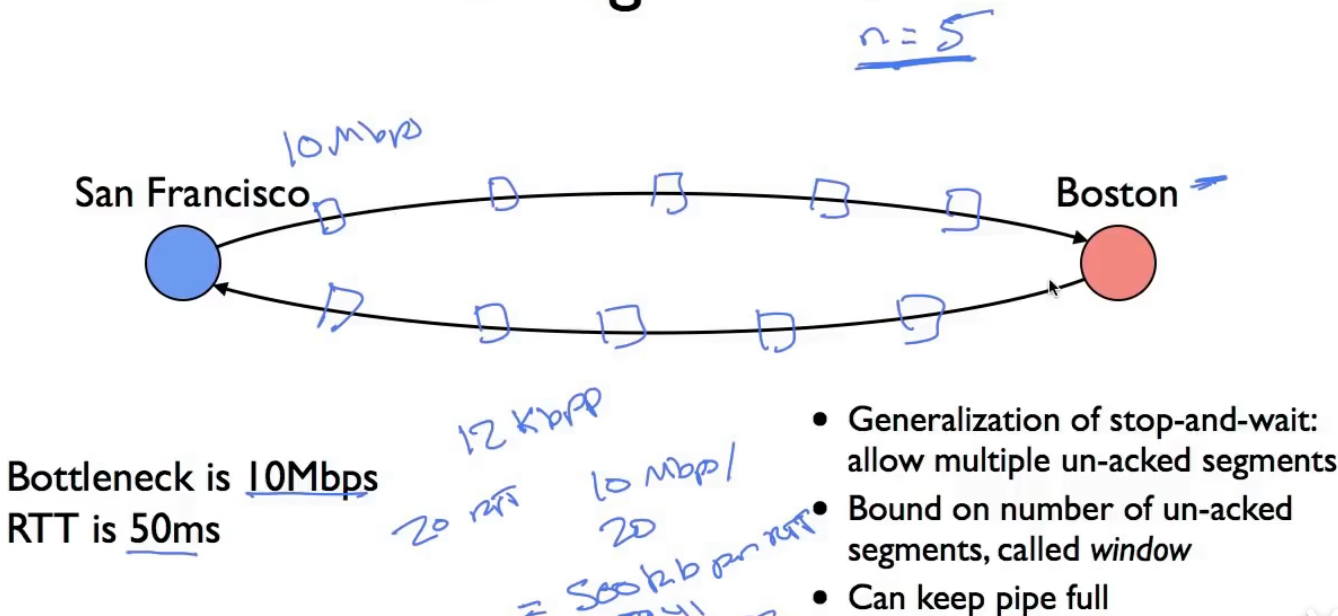 n = 5
10 Mbps
San Francisco
Boston
12 Kbpp
Bottleneck is 10Mbps
RTT is 50ms
20 RTT
10 Mbps/
20
= 500kb per RTT
• Generalization of stop-and-wait:
allow multiple un-acked segments
• Bound on number of un-acked
segments, called window
• Can keep pipe full